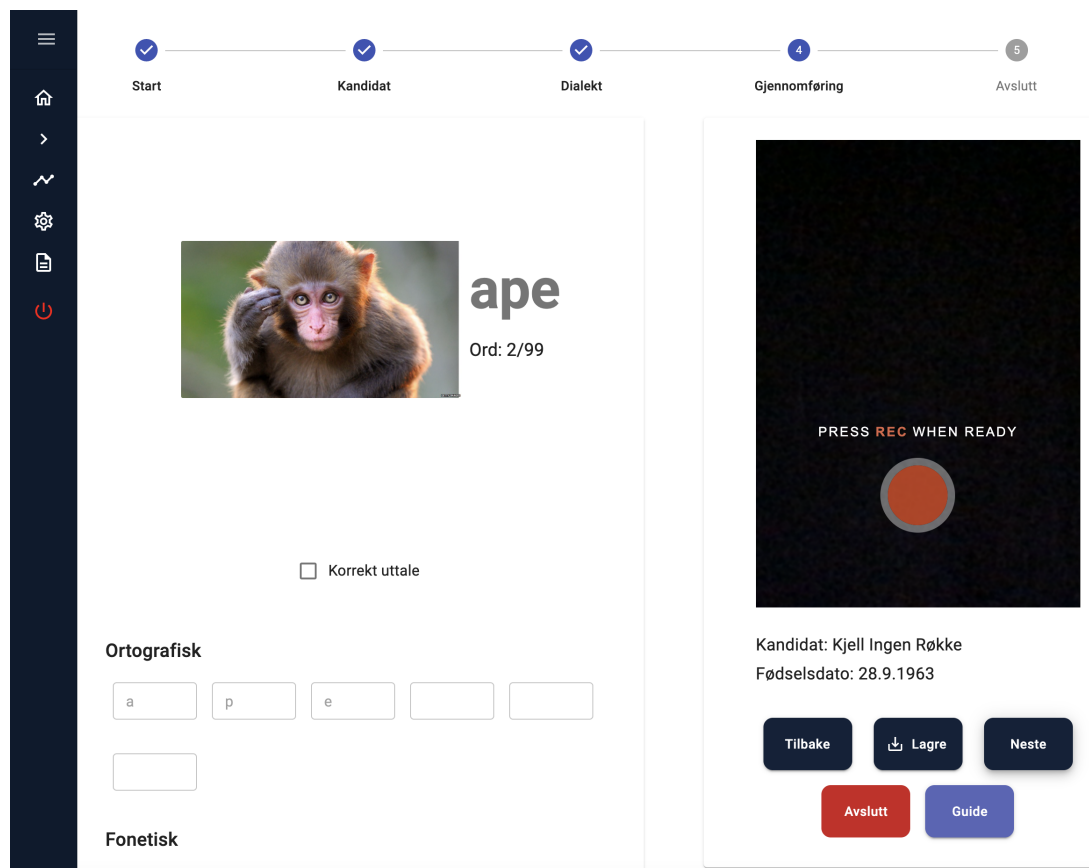 4
5
Start
Kandidat
Dialekt
Gjennomføring
Avslutt
ape
Ord: 2/99
PRESS REC WHEN READY
Korrekt uttale
Ortografisk
a
p
e
Fonetisk
Kandidat: Kjell Ingen Røkke
Fødselsdato: 28.9.1963
Tilbake
Lagre
Neste
Avslutt
Guide